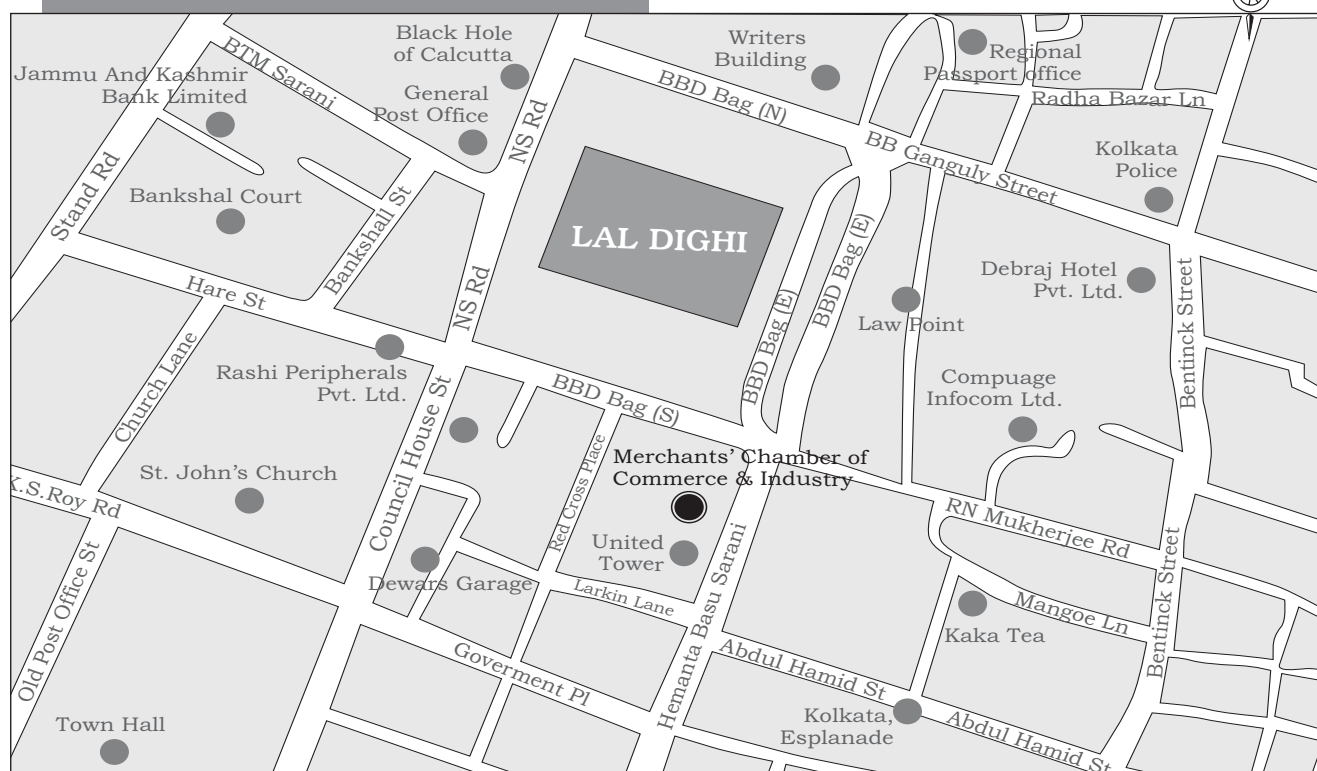 Black Hole
of Calcutta
Writers
Building
Regional
Passport office
BTM Sarani
Jammu And Kashmir
Bank Limited
General
Post Office
NS Rd
BBD Bag (N)
Radha Bazar Ln
BB Ganguly Street
Kolkata
Police
Stand Rd
Bankshal Court
Bankshall St
LAL DIGHI
BBD Bag (E)
BBD Bag (E)
Debraj Hotel
Pvt. Ltd.
Hare St
NS Rd
Law Point
Bentinck Street
Church Lane
Rashi Peripherals
Pvt. Ltd.
BBD Bag (S)
Compuage
Infocom Ltd.
Council House St
Merchants’ Chamber of
Commerce & Industry
St. John’s Church
K.S.Roy Rd
Red Cross Place
RN Mukherjee Rd
United
Tower
Dewars Garage
Larkin Lane
Hemanta Basu Sarani
Mangoe Ln
Bentinck Street
Old Post Office St
Kaka Tea
Goverment Pl
Abdul Hamid St
Kolkata,
Esplanade
Abdul Hamid St
Town Hall